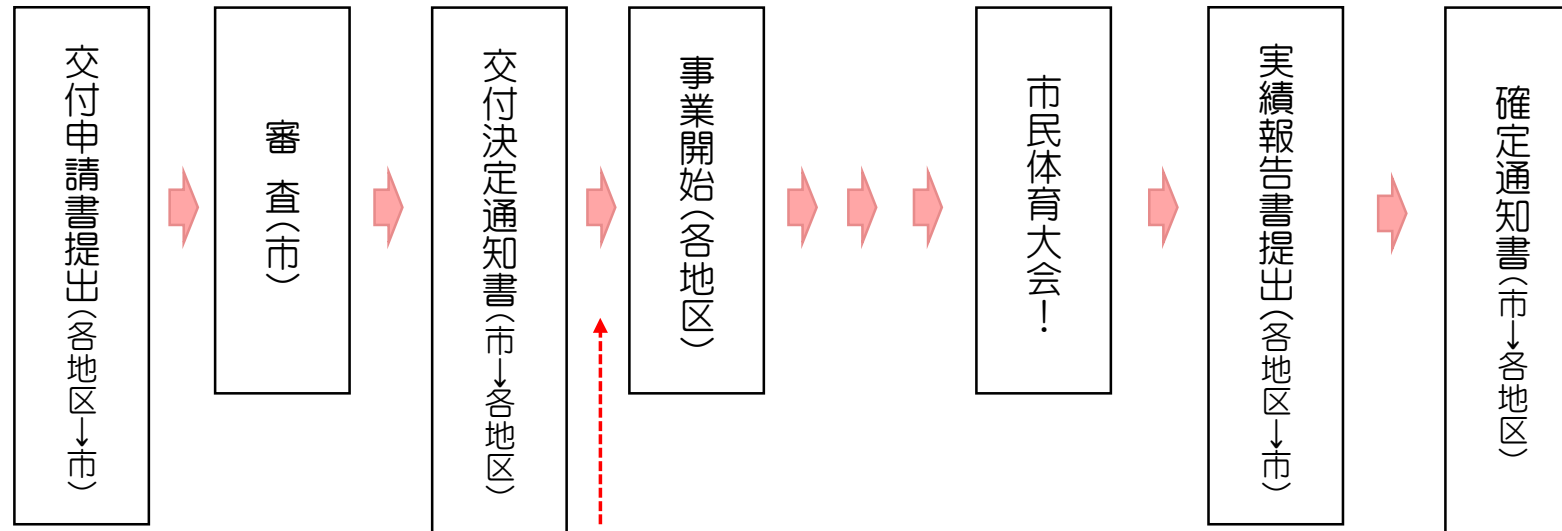 交付申請書提出(各地区→市)
審 査(市)
交付決定通知書(市→各地区)
事業開始(各地区)
市民体育大会!
実績報告書提出(各地区→市)
確定通知書(市→各地区)